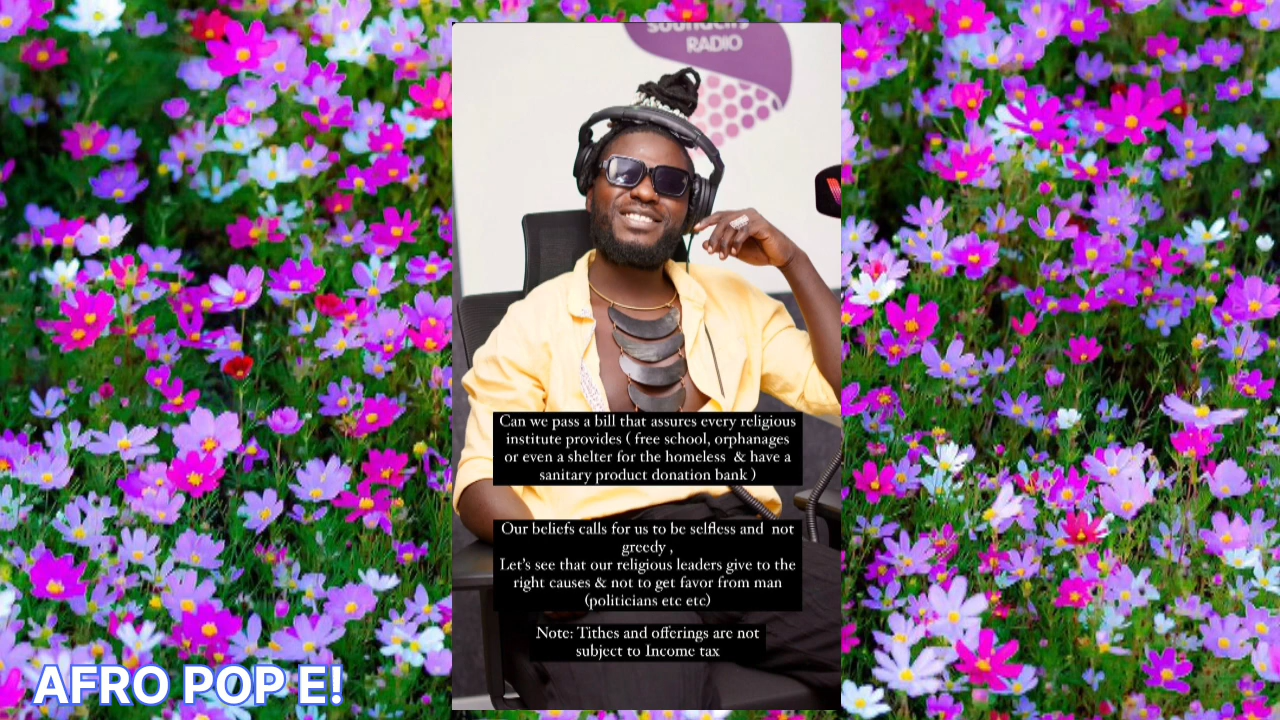 RADIO
Can we pass a bill that assures every religious
institute provides ( free school, orphanages
or even a shelter for the homeless & have a
sanitary product donation bank )
Our beliefs calls for us to be selfless and not
greedy ,
Let's see that our religious leaders give to the
right causes & not to get favor from man
(politicians etc etc)
Note: Tithes and offerings are not
subject to Income tax
AFRO POP E!